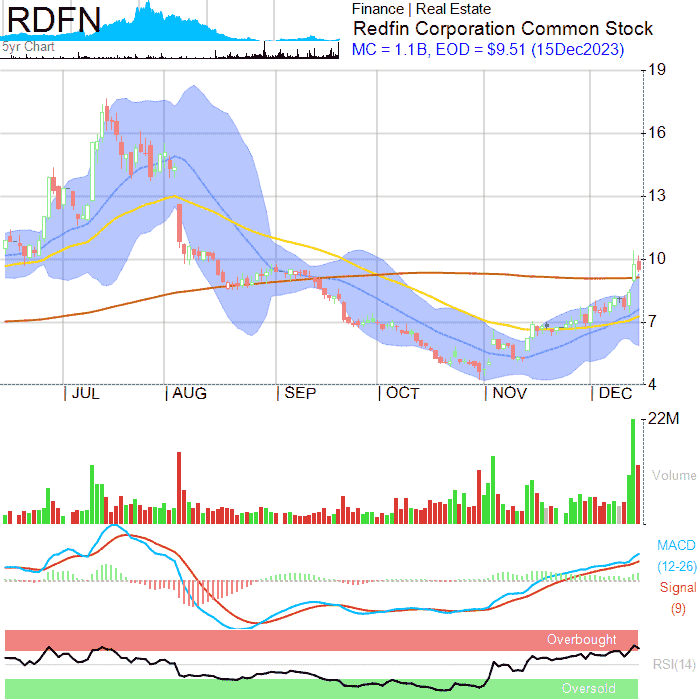 RDFN
5yr Chart
Finance | Real Estate
Redfin Corporation Common Stock
MC = 1.1B, EOD = $9.51 (15Dec2023)
19
16
13
10
7
4
JUL AUG SEP OCT NOV DEC
22M
Volume
MACD
(12-26)
Signal
(9)
Overbought
RSI(14)
Oversold